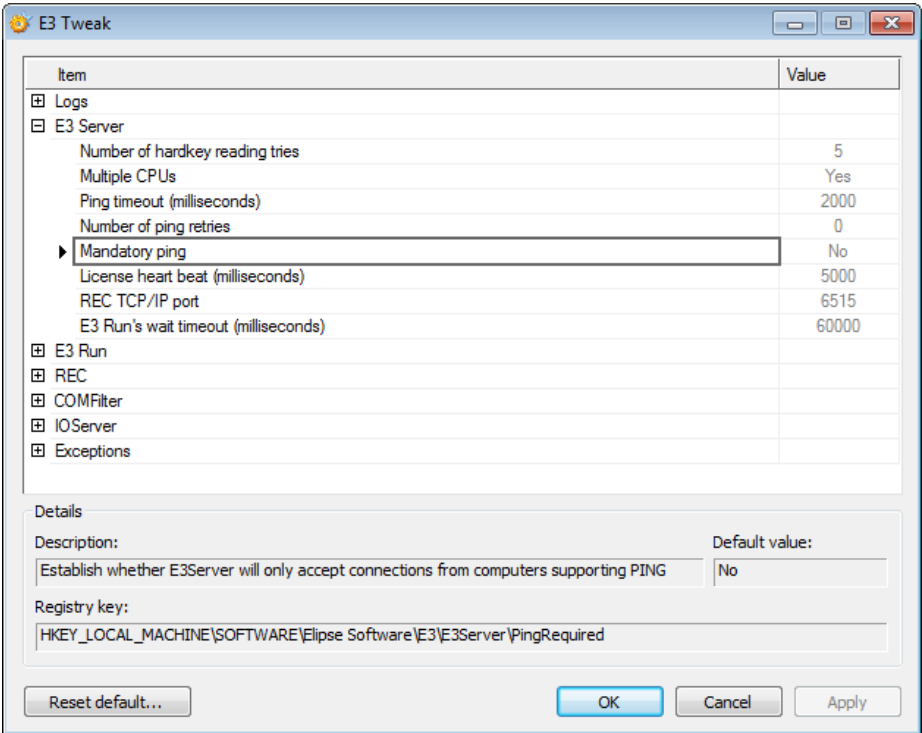 E3 Tweak
Item Value
Logs
E3 Server
Number of hardkey reading tries 5
Multiple CPUs Yes
Ping timeout (milliseconds) 2000
Number of ping retries 0
Mandatory ping No
License heart beat (milliseconds) 5000
REC TCP/IP port 6515
E3 Run's wait timeout (milliseconds) 60000
E3 Run
REC
COMFilter
IOServer
Exceptions
Details
Description: Default value:
Establish whether E3Server will only accept connections from computers supporting PING No
Registry key:
HKEY_LOCAL_MACHINE\SOFTWARE\Elipse Software\E3\E3Server\PingRequired
Reset default... OK Cancel Apply